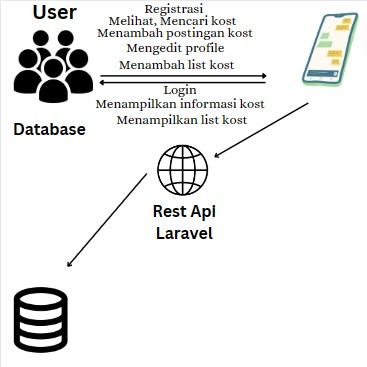 User
Registrasi
Melihat, Mencari kost
Menambah postingan kost
Mengedit profile
Menambah list kost
Login
Menampilkan informasi kost
Menampilkan list kost
Database
Rest Api
Laravel